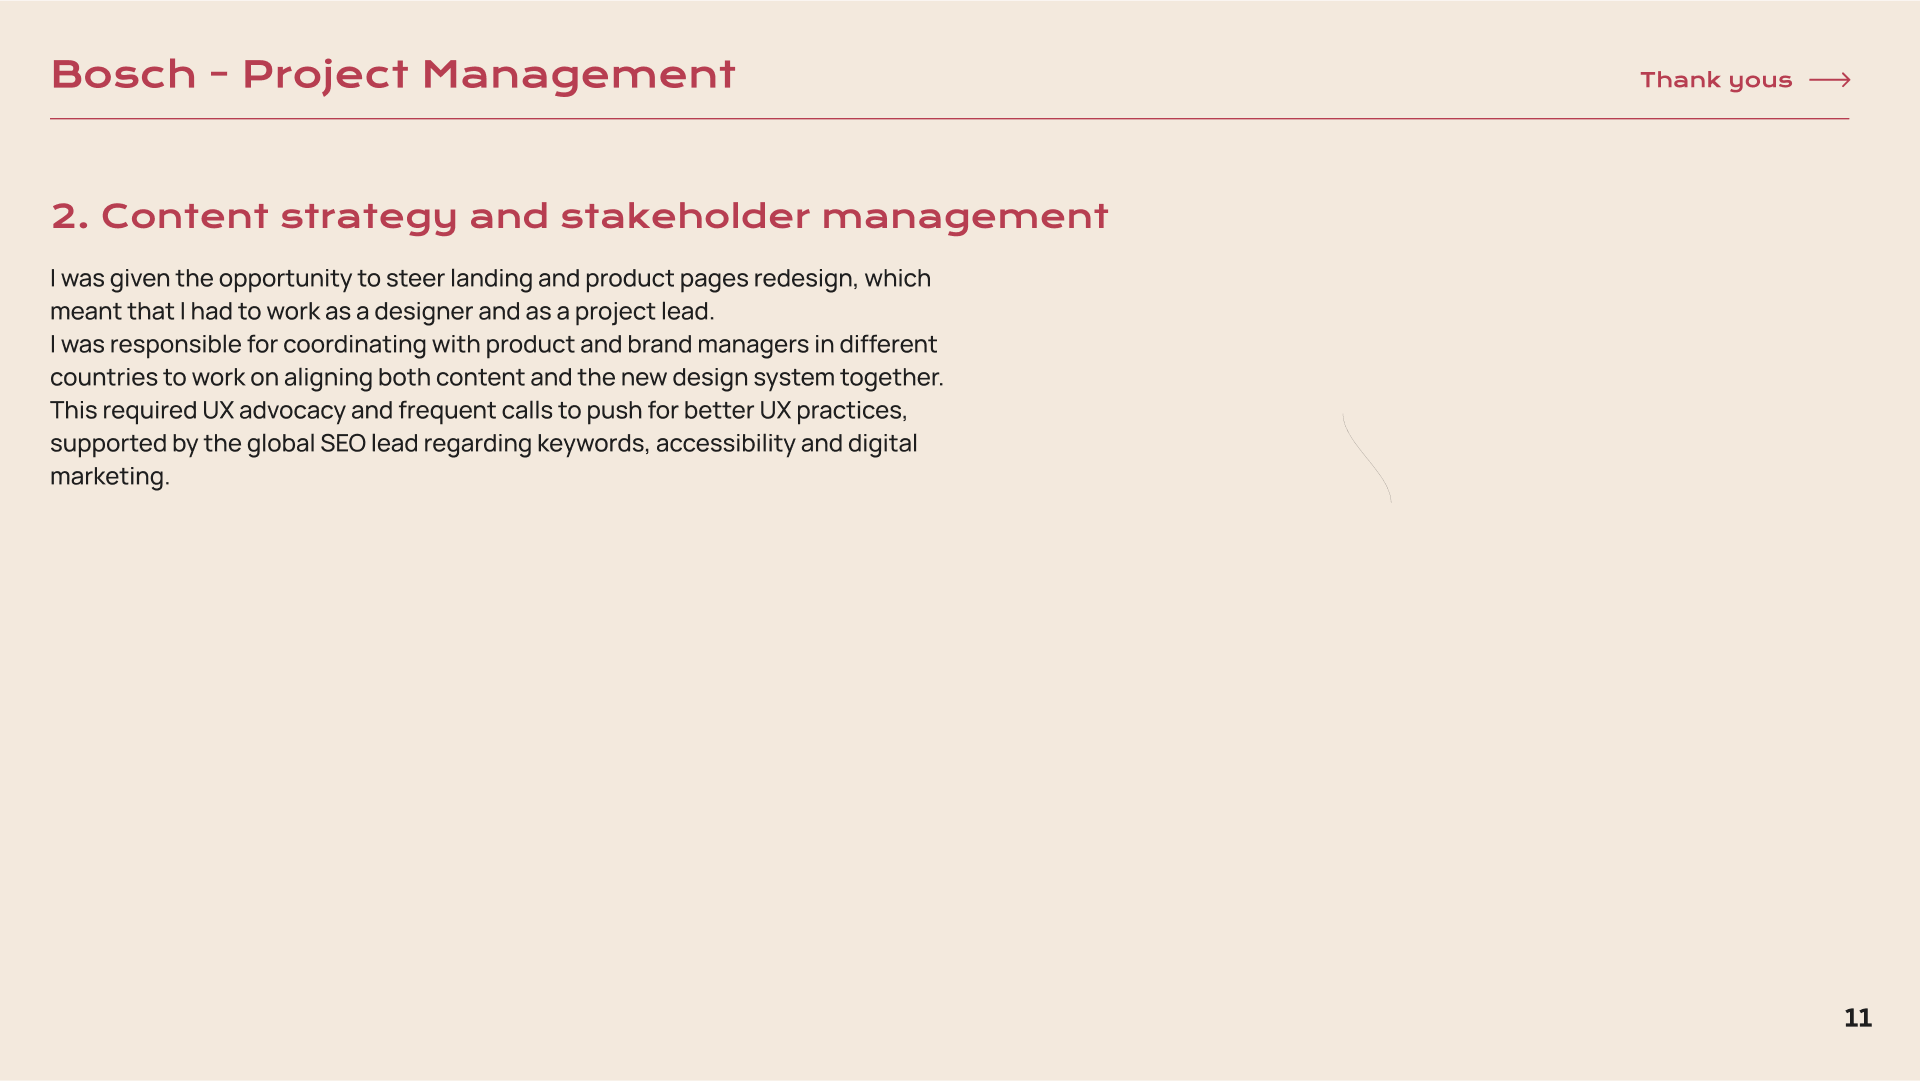 Bosch - Project Management
Thank yous
2. Content strategy and stakeholder management
I was given the opportunity to steer landing and product pages redesign, which
meant that I had to work as a designer and as a project lead.
I was responsible for coordinating with product and brand managers in different
countries to work on aligning both content and the new design system together.
This required UX advocacy and frequent calls to push for better UX practices,
supported by the global SEO lead regarding keywords, accessibility and digital
marketing.
11